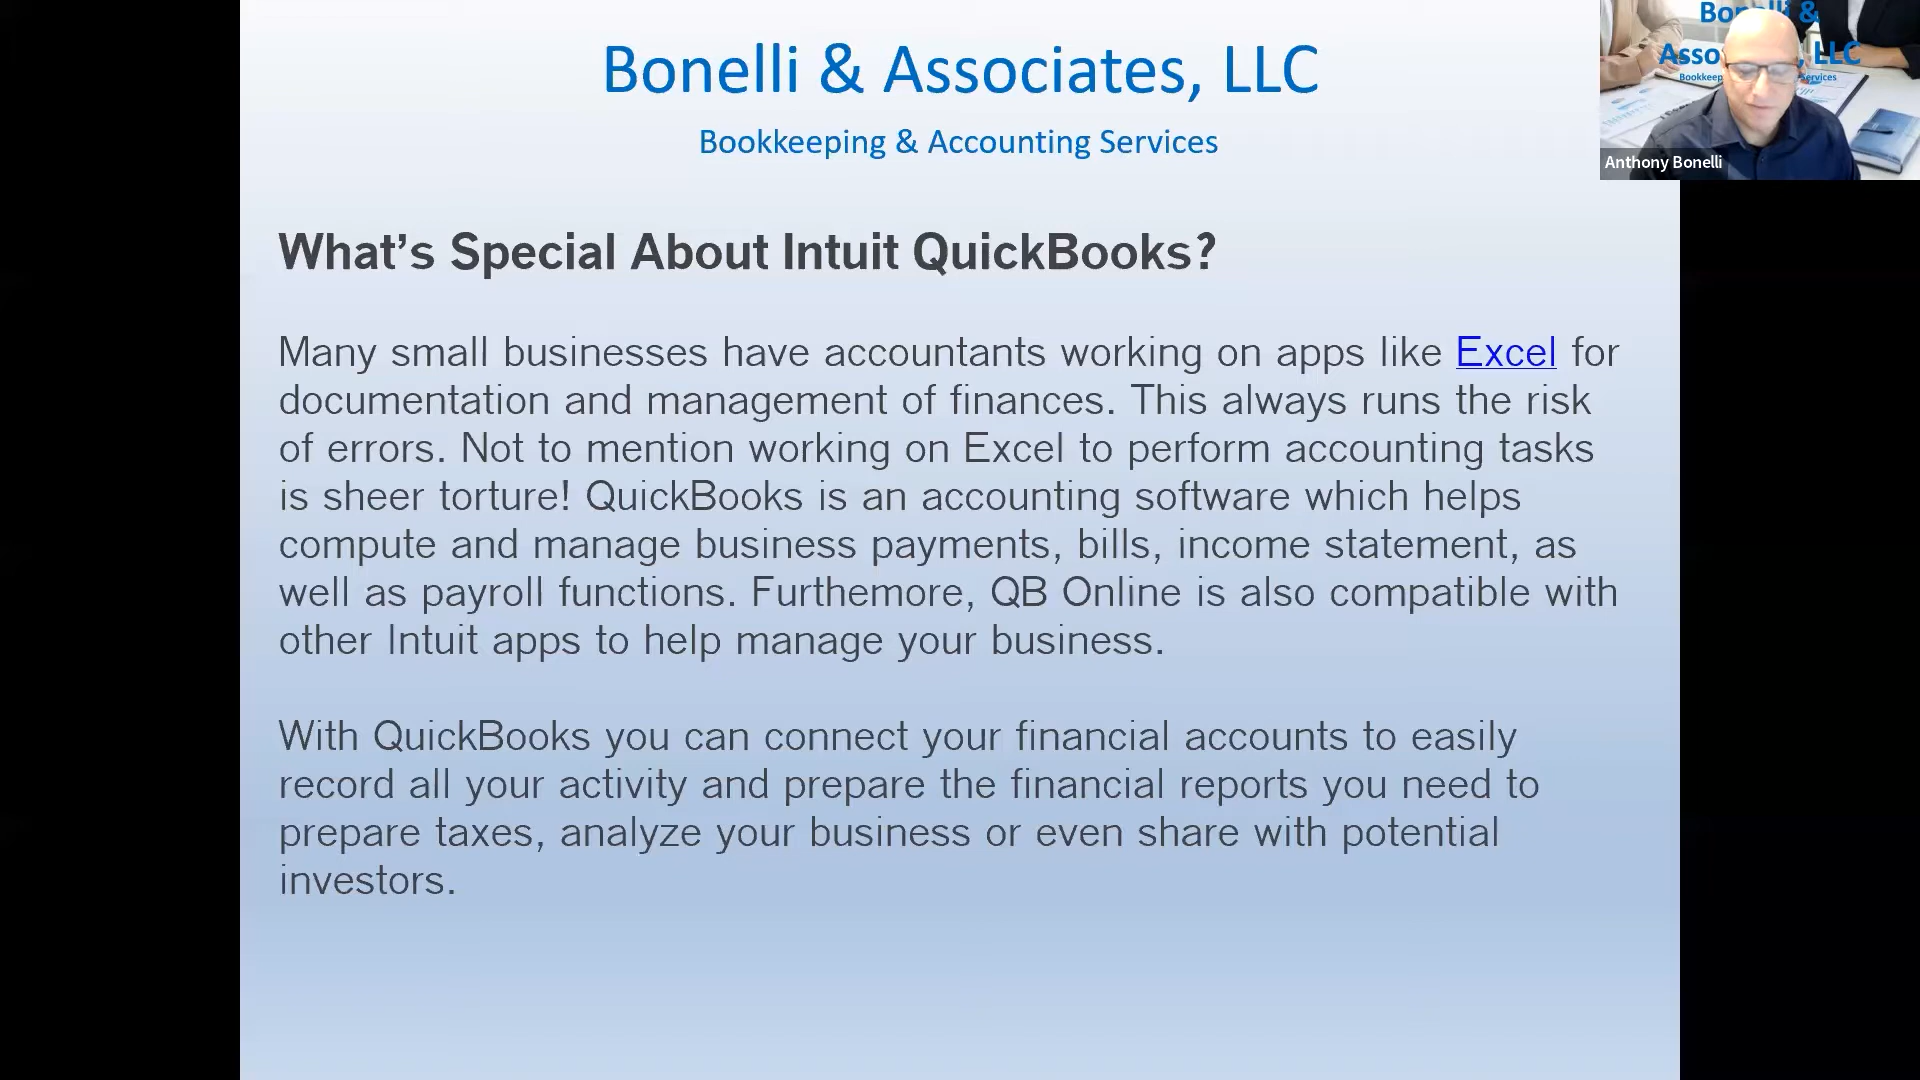 Bonelli & Associates, LLC
Bookkeeping & Accounting Services
What's Special About Intuit QuickBooks?
Many small businesses have accountants working on apps like Excel for
documentation and management of finances. This always runs the risk
of errors. Not to mention working on Excel to perform accounting tasks
is sheer torture! QuickBooks is an accounting software which helps
compute and manage business payments, bills, income statement, as
well as payroll functions. Furthemore, QB Online is also compatible with
other Intuit apps to help manage your business.
With QuickBooks you can connect your financial accounts to easily
record all your activity and prepare the financial reports you need to
prepare taxes, analyze your business or even share with potential
investors.
&
LLC
Services
Anthony Bonelli